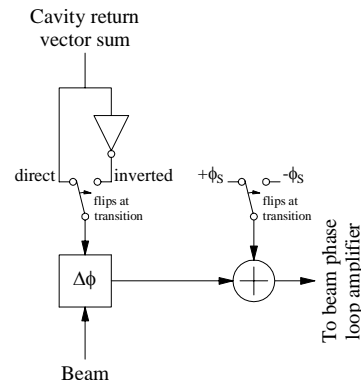 Cavity return
vector sum
direct
inverted
flips at
transition
+ϕS
-ϕS
flips at
transition
Δϕ
To beam phase
loop amplifier
Beam